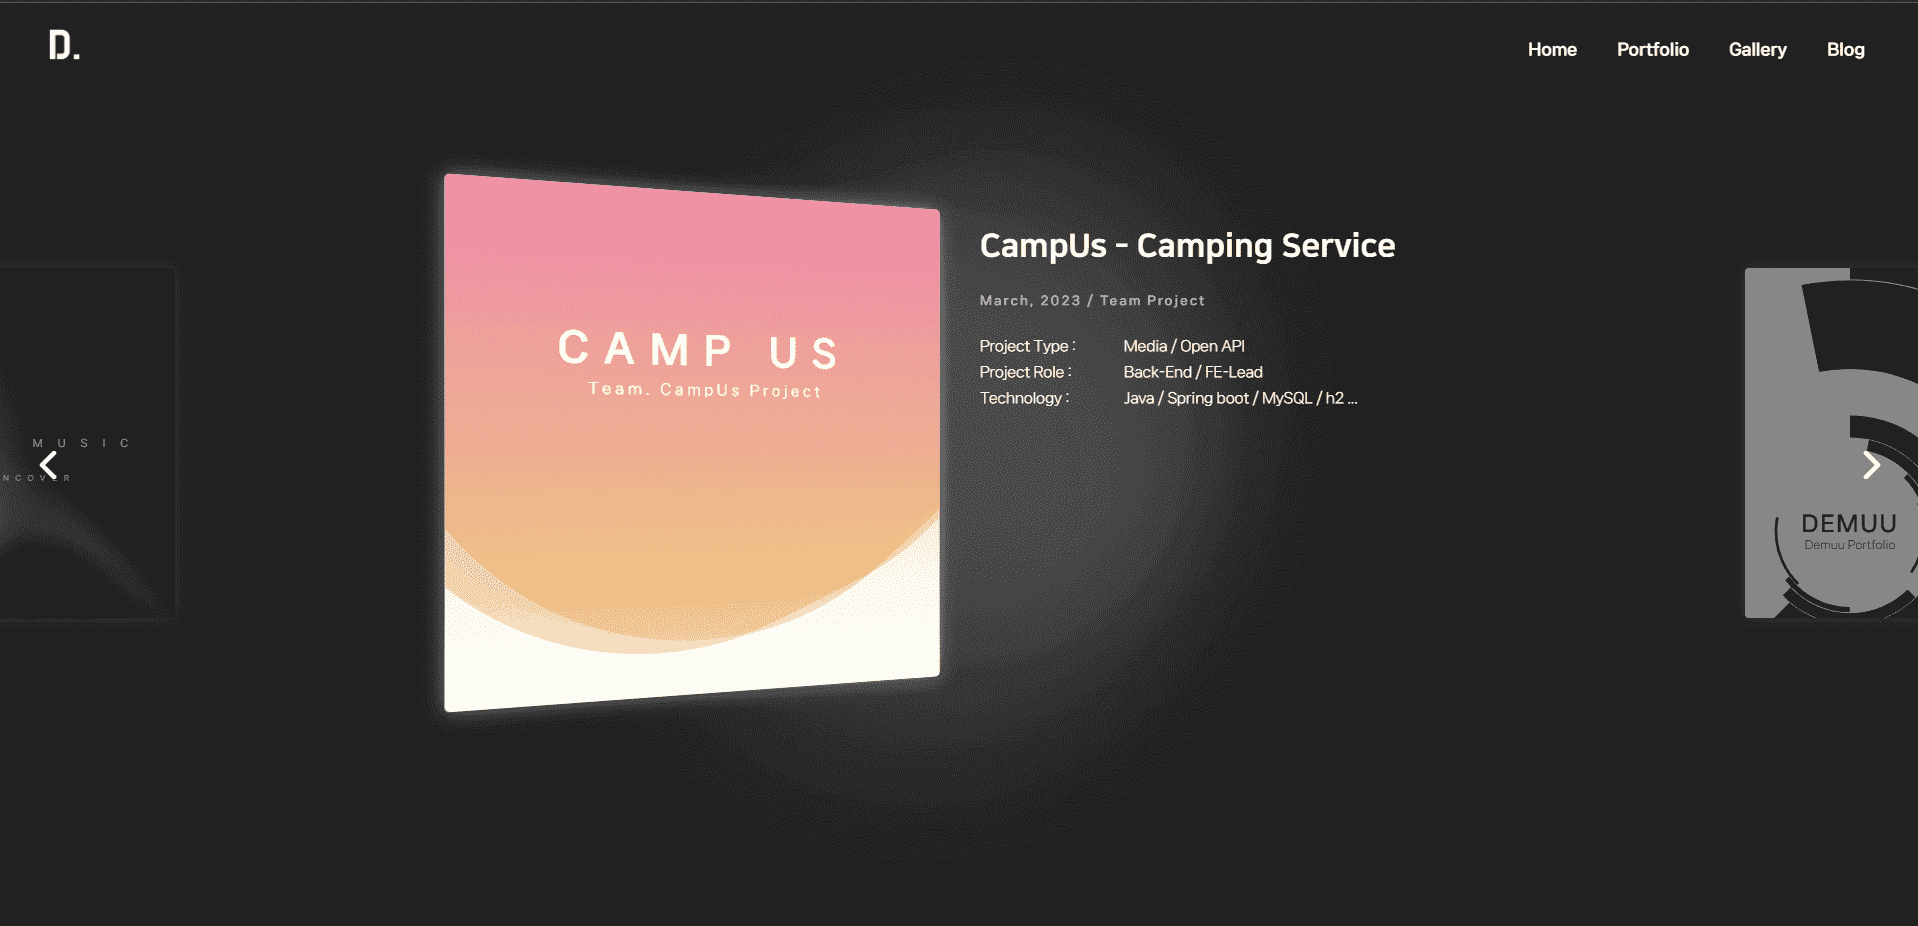 D.
Home Portfolio Gallery Blog
CampUs - Camping Service
March, 2023 / Team Project
Project Type : Media / Open API
Project Role : Back-End / FE-Lead
Technology : Java / Spring boot / MySQL / h2 ...
CAMP US
Team. CampUs Project
MUSIC
DEMUU
Demuu Portfolio